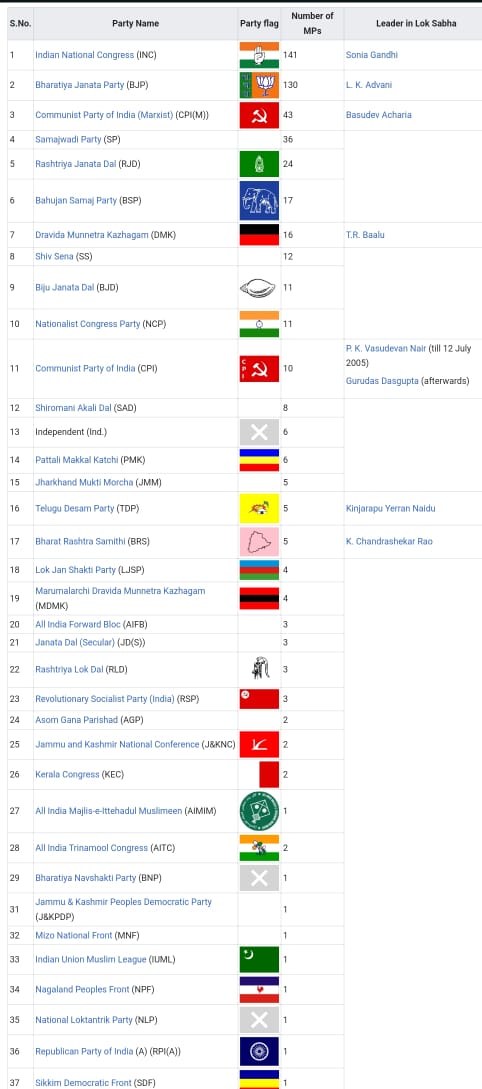 S.No. Party Name Party flag Number of MPs Leader in Lok Sabha
1 Indian National Congress (INC) 141 Sonia Gandhi
2 Bharatiya Janata Party (BJP) 130 L. K. Advani
3 Communist Party of India (Marxist) (CPI(M)) 43 Basudev Acharia
4 Samajwadi Party (SP) 36
5 Rashtriya Janata Dal (RJD) 24
6 Bahujan Samaj Party (BSP) 17
7 Dravida Munnetra Kazhagam (DMK) 16 T.R. Baalu
8 Shiv Sena (SS) 12
9 Biju Janata Dal (BJD) 11
10 Nationalist Congress Party (NCP) 11
11 Communist Party of India (CPI) CPI 10 P. K. Vasudevan Nair (till 12 July
2005)
Gurudas Dasgupta (afterwards)
12 Shiromani Akali Dal (SAD) 8
13 Independent (Ind.) 6
14 Pattali Makkal Katchi (PMK) 6
15 Jharkhand Mukti Morcha (JMM) 5
16 Telugu Desam Party (TDP) 5 Kinjarapu Yerran Naidu
17 Bharat Rashtra Samithi (BRS) 5 K. Chandrashekar Rao
18 Lok Jan Shakti Party (LJSP) 4
19 Marumalarchi Dravida Munnetra Kazhagam
(MDMK) 4
20 All India Forward Bloc (AIFB) 3
21 Janata Dal (Secular) (JD(S)) 3
22 Rashtriya Lok Dal (RLD) 3
23 Revolutionary Socialist Party (India) (RSP) 3
24 Asom Gana Parishad (AGP) 2
25 Jammu and Kashmir National Conference (J&KNC) 2
26 Kerala Congress (KEC) 2
27 All India Majlis-e-Ittehadul Muslimeen (AIMIM) 1
28 All India Trinamool Congress (AITC) 2
29 Bharatiya Navshakti Party (BNP) 1
31 Jammu & Kashmir Peoples Democratic Party
(J&KPDP) 1
32 Mizo National Front (MNF) 1
33 Indian Union Muslim League (IUML) 1
34 Nagaland Peoples Front (NPF) 1
35 National Loktantrik Party (NLP) 1
36 Republican Party of India (A) (RPI(A)) 1
37 Sikkim Democratic Front (SDF) 1